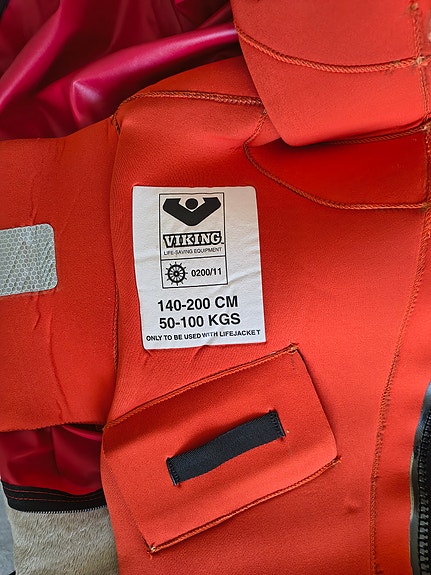 VIKING
LIFE-SAVING EQUIPMENT
0200/11
140-200 CM
50-100 KGS
ONLY TO BE USED WITH LIFEJACKET